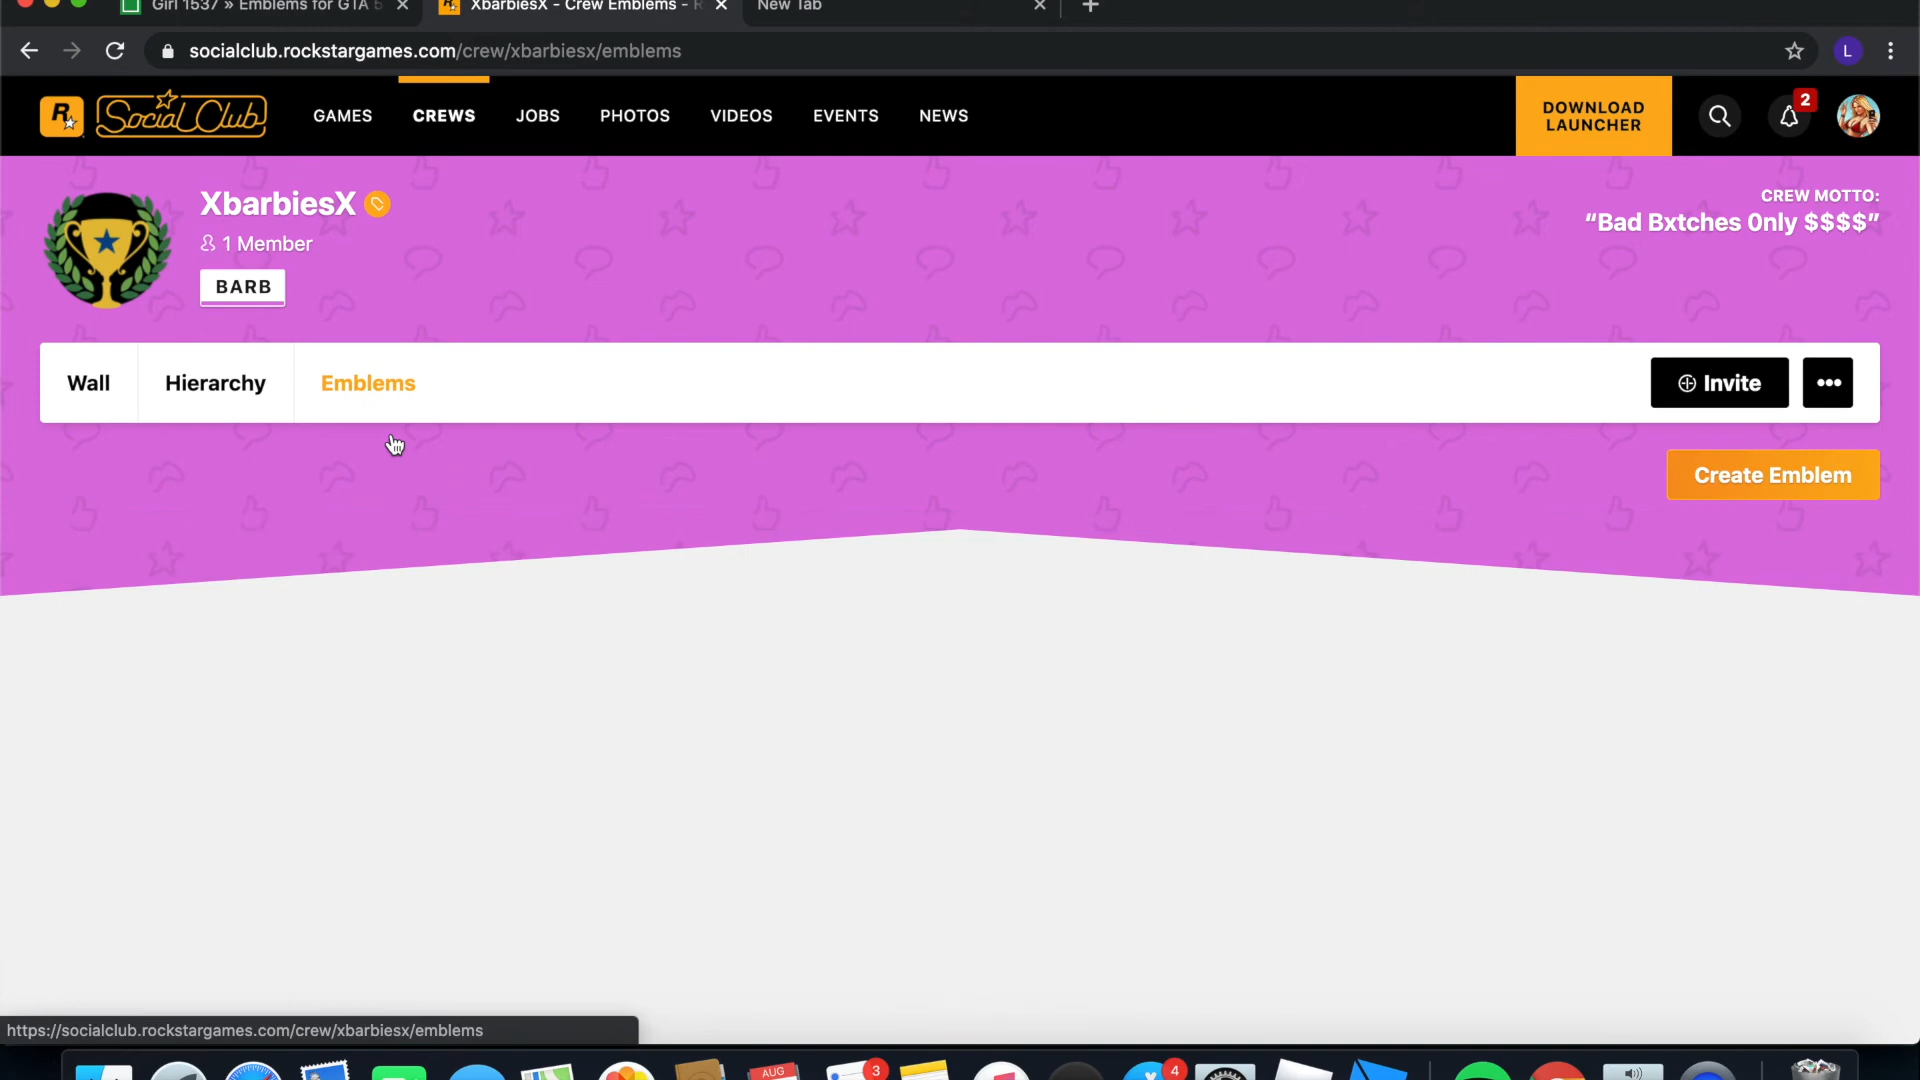 Girl 1537 » Emblems for GTA 5
XbarbiesX - Crew Emblems - R
New Tab
socialclub.rockstargames.com/crew/xbarbiesx/emblems
L
R
Social Club
GAMES
CREWS
JOBS
PHOTOS
VIDEOS
EVENTS
NEWS
DOWNLOAD
LAUNCHER
2
XbarbiesX
1 Member
BARB
CREW MOTTO:
“Bad Bxtches 0nly $$$$”
Wall
Hierarchy
Emblems
Invite
Create Emblem
https://socialclub.rockstargames.com/crew/xbarbiesx/emblems
AUG
3
4